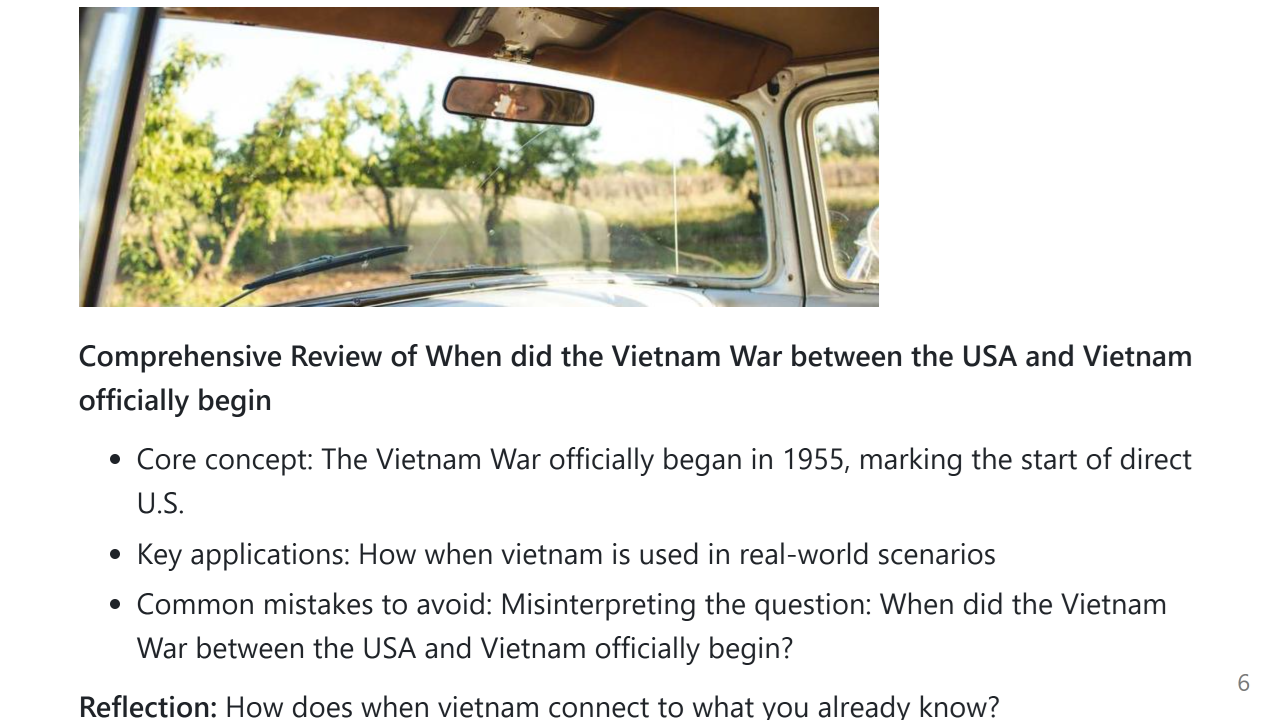 Comprehensive Review of When did the Vietnam War between the USA and Vietnam
officially begin
Core concept: The Vietnam War officially began in 1955, marking the start of direct
U.S.
Key applications: How when vietnam is used in real-world scenarios
Common mistakes to avoid: Misinterpreting the question: When did the Vietnam
War between the USA and Vietnam officially begin?
6
Reflection: How does when vietnam connect to what you already know?